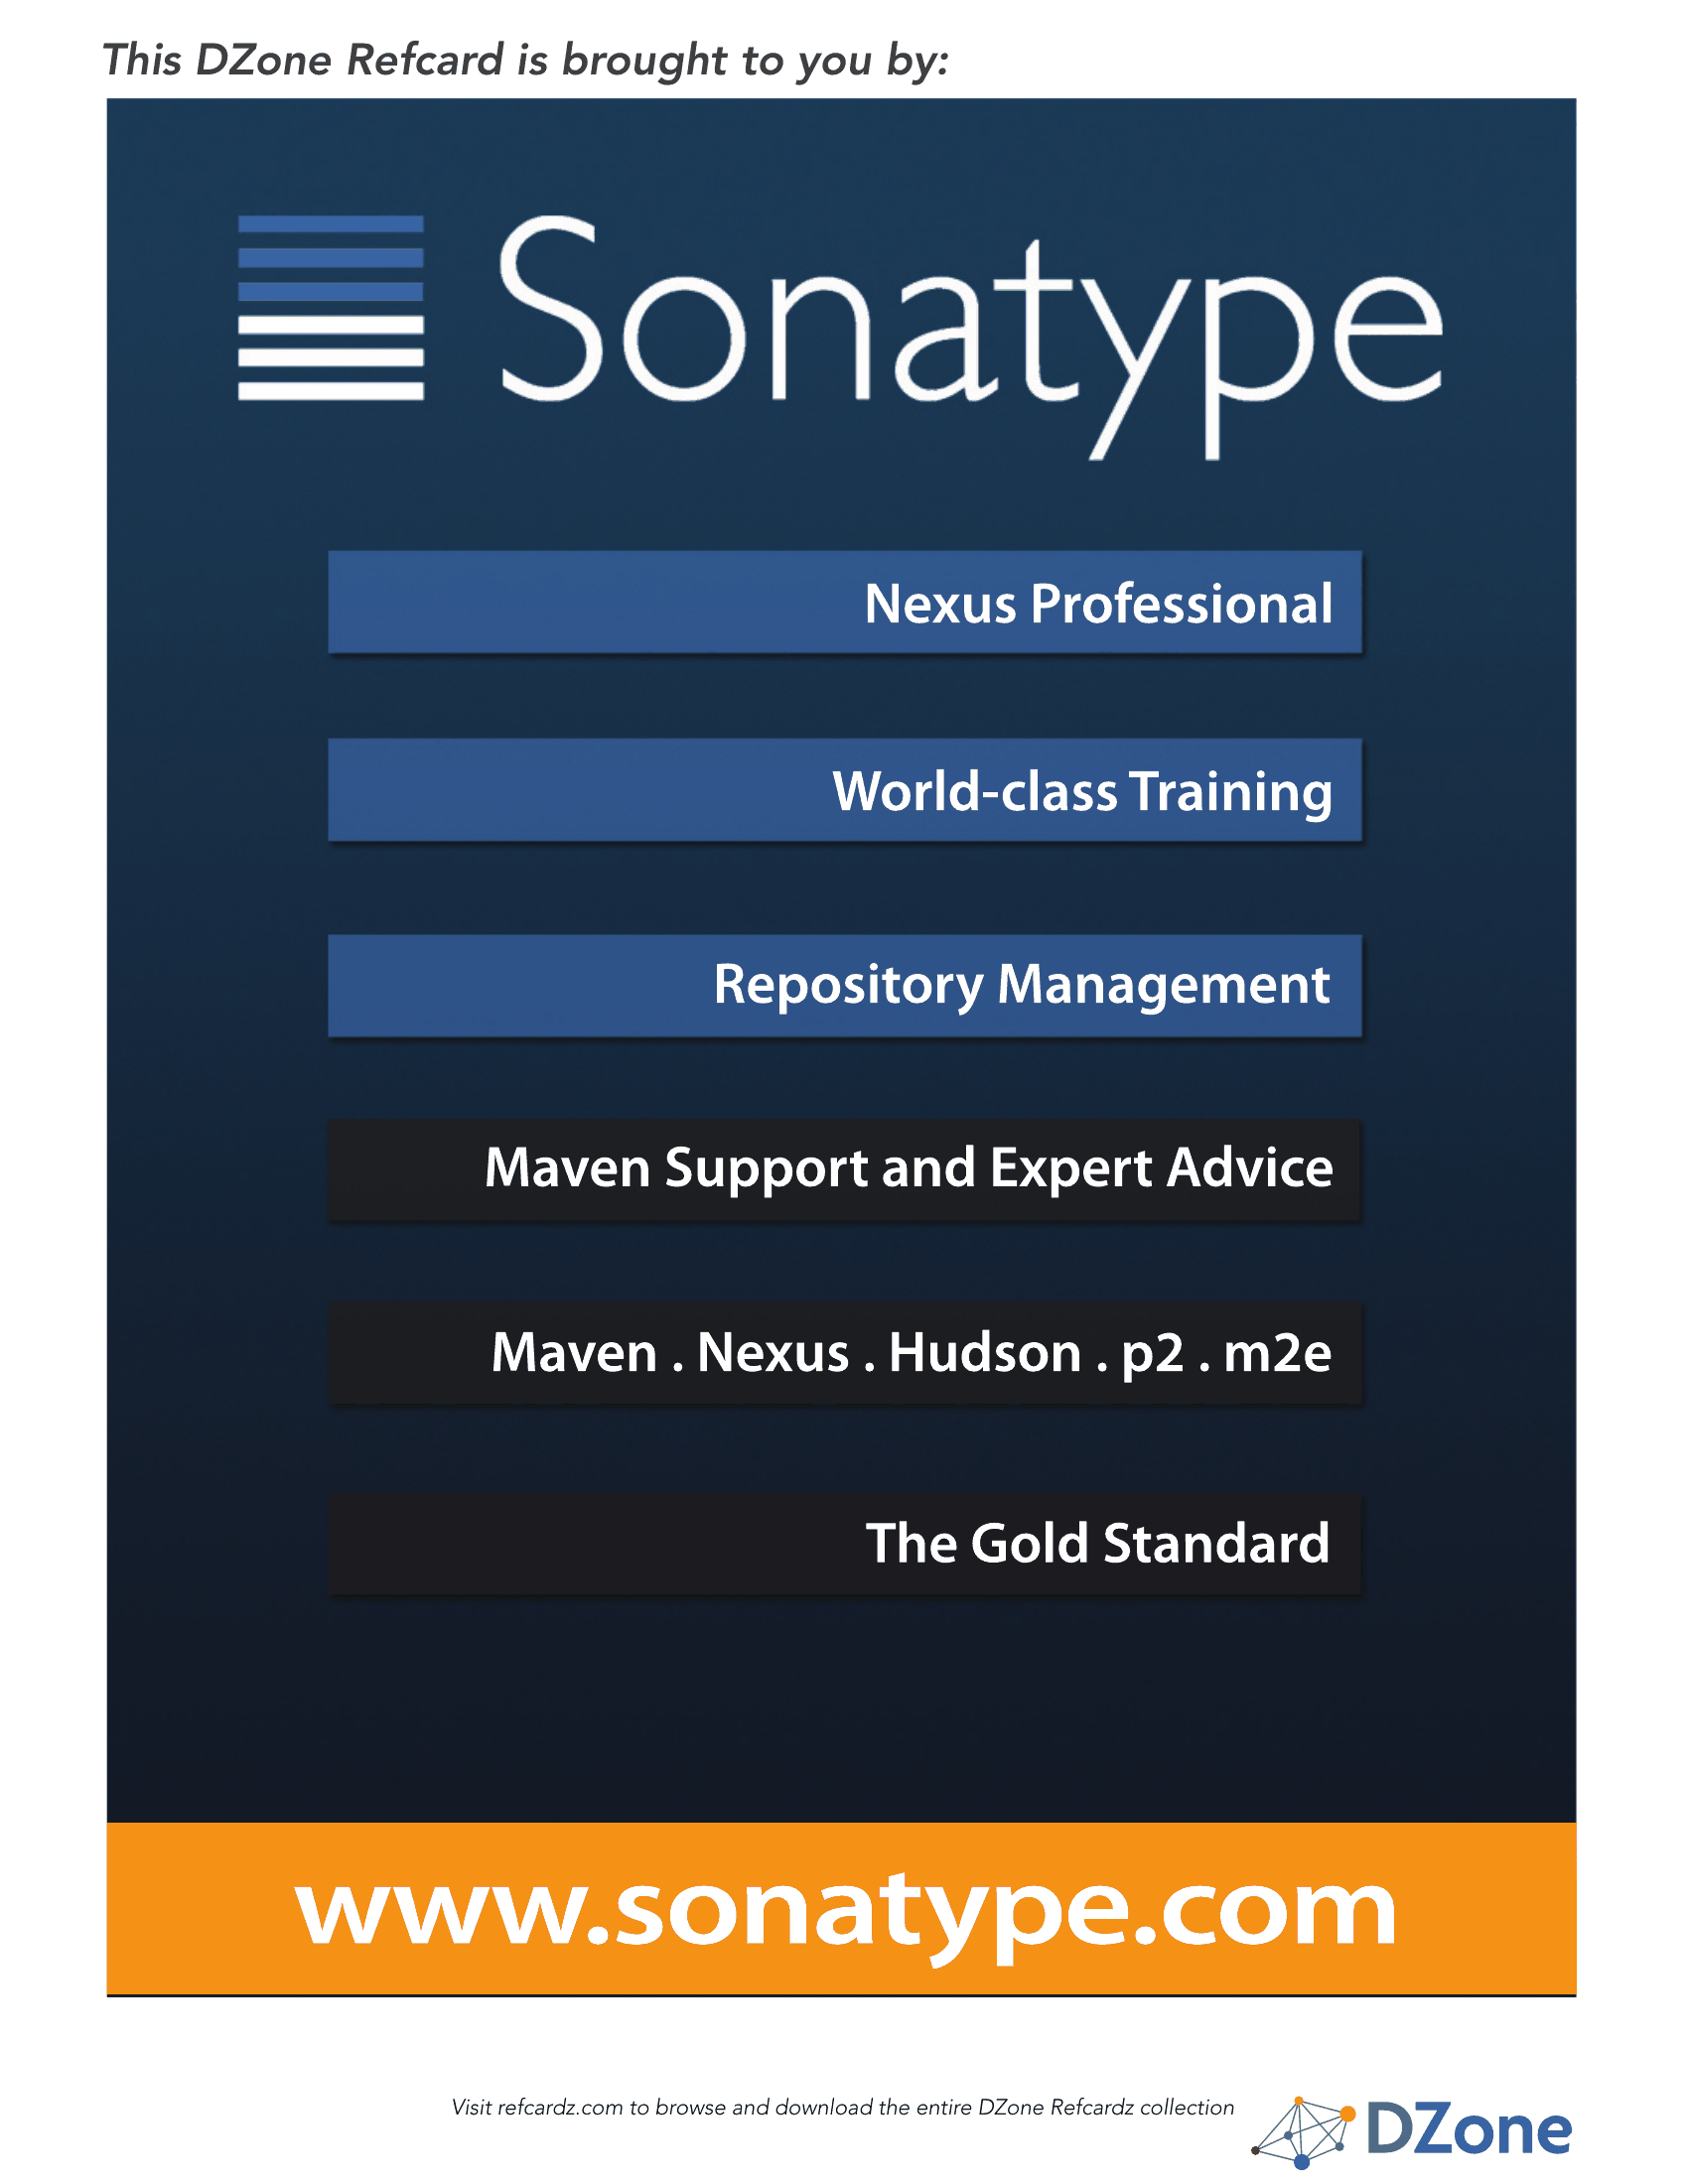 This DZone Refcard is brought to you by:
Sonatype
Nexus Professional
World-class Training
Repository Management
Maven Support and Expert Advice
Maven . Nexus . Hudson . p2 . m2e
The Gold Standard
www.sonatype.com
Visit refcardz.com to browse and download the entire DZone Refcardz collection
DZone